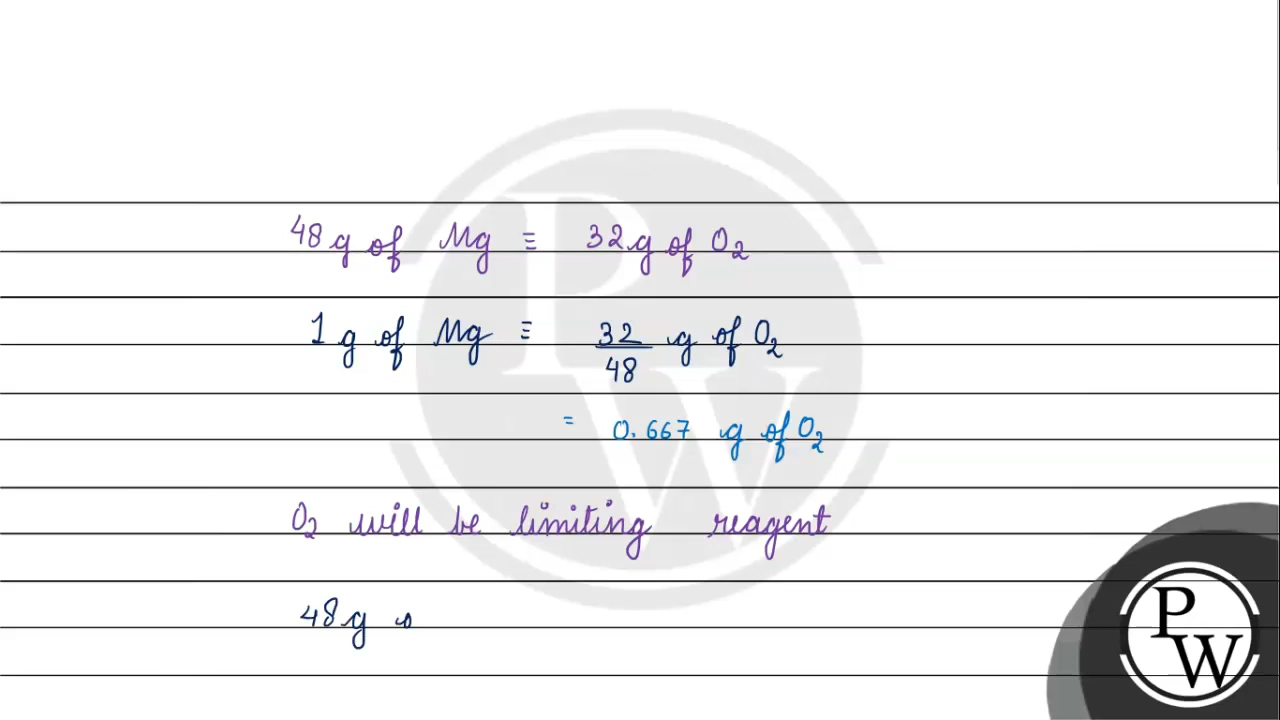 48 g of Mg ≡ 32 g of O₂
1 g of Mg ≡ 32/48 g of O₂
= 0.667 g of O₂
O₂ will be limiting reagent
48 g
P
W
P
W